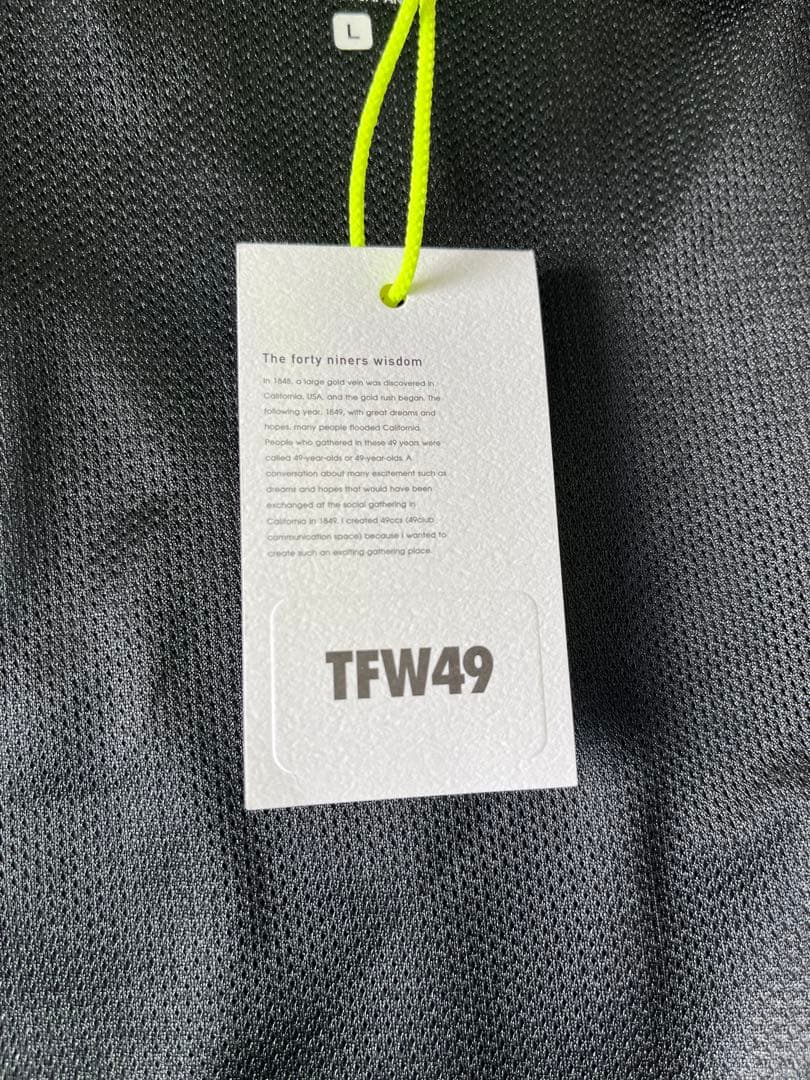 L
The forty niners wisdom
In 1848, a large gold vein was discovered in
California, USA, and the gold rush began. The
following year, 1849, with great dreams and
hopes, many people flooded California.
People who gathered in these 49 years were
called 49-year-olds or 49-year-olds. A
conversation about many excitement such as
dreams and hopes that would have been
exchanged at the social gathering in
California in 1849. I created 49ccs (49club
communication space) because I wanted to
create such an exciting gathering place.
TFW49